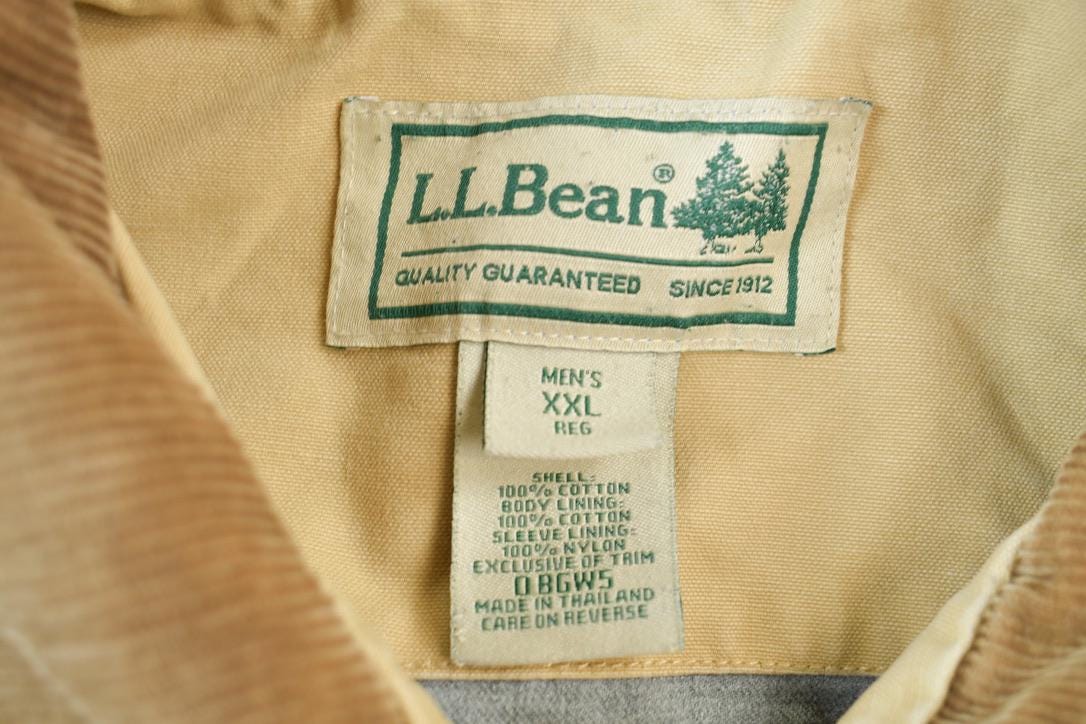 L.L.Bean®
QUALITY GUARANTEED SINCE 1912
MEN'S
XXL
REG
SHELL:
100% COTTON
BODY LINING:
100% COTTON
SLEEVE LINING:
100% NYLON
EXCLUSIVE OF TRIM
0BGW5
MADE IN THAILAND
CARE ON REVERSE